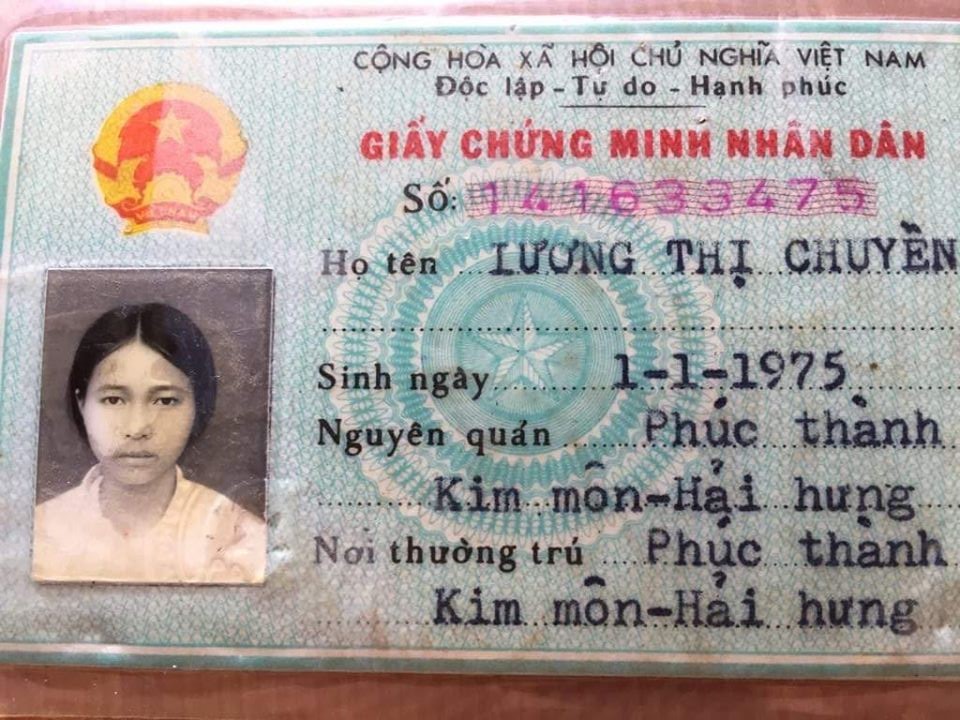 CỘNG HÒA XÃ HỘI CHỦ NGHĨA VIỆT NAM
Độc lập - Tự do - Hạnh phúc
GIẤY CHỨNG MINH NHÂN DÂN
Số: 141633475
Họ tên LƯƠNG THỊ CHUYỀN
Sinh ngày 1-1-1975
Nguyên quán Phúc thành
Kim môn-Hải hưng
Nơi thường trú Phúc thành
Kim môn-Hải hưng
VIỆT NAM